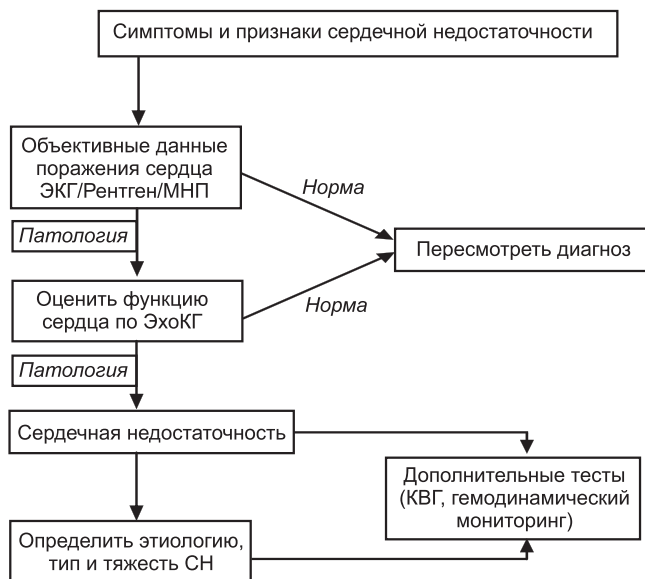 Симптомы и признаки сердечной недостаточности
Объективные данные
поражения сердца
ЭКГ/Рентген/МНП
Норма
Патология
Пересмотреть диагноз
Оценить функцию
сердца по ЭхоКГ
Норма
Патология
Сердечная недостаточность
Дополнительные тесты
(КВГ, гемодинамический
мониторинг)
Определить этиологию,
тип и тяжесть СН